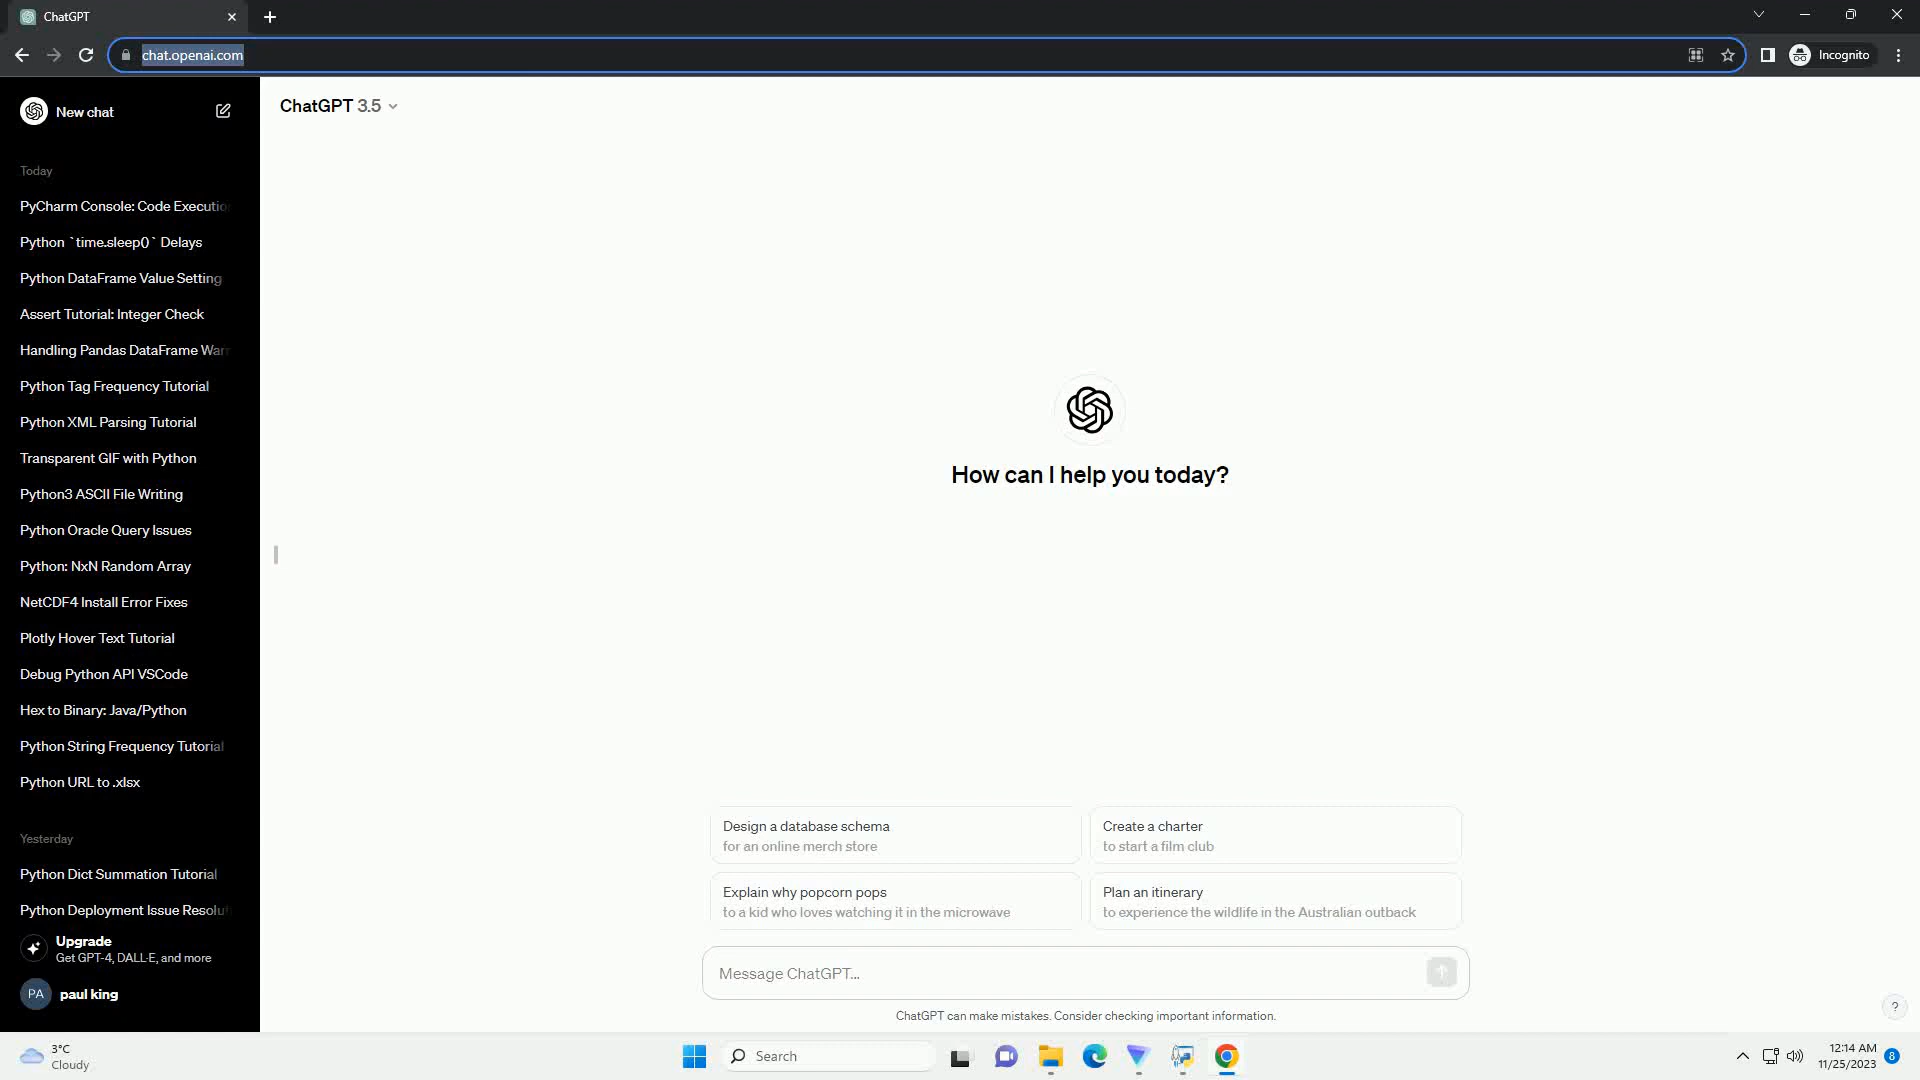 ChatGPT
chat.openai.com
Incognito
New chat
ChatGPT 3.5
Today
PyCharm Console: Code Execution
Python `time.sleep()` Delays
Python DataFrame Value Setting
Assert Tutorial: Integer Check
Handling Pandas DataFrame War
Python Tag Frequency Tutorial
Python XML Parsing Tutorial
Transparent GIF with Python
Python3 ASCII File Writing
Python Oracle Query Issues
Python: NxN Random Array
NetCDF4 Install Error Fixes
Plotly Hover Text Tutorial
Debug Python API VSCode
Hex to Binary: Java/Python
Python String Frequency Tutorial
Python URL to .xlsx
Yesterday
Python Dict Summation Tutorial
Python Deployment Issue Resolut
Upgrade
Get GPT-4, DALL·E, and more
PA
paul king
How can I help you today?
Design a database schema
for an online merch store
Create a charter
to start a film club
Explain why popcorn pops
to a kid who loves watching it in the microwave
Plan an itinerary
to experience the wildlife in the Australian outback
Message ChatGPT...
ChatGPT can make mistakes. Consider checking important information.
?
3°C
Cloudy
Search
12:14 AM
11/25/2023
8